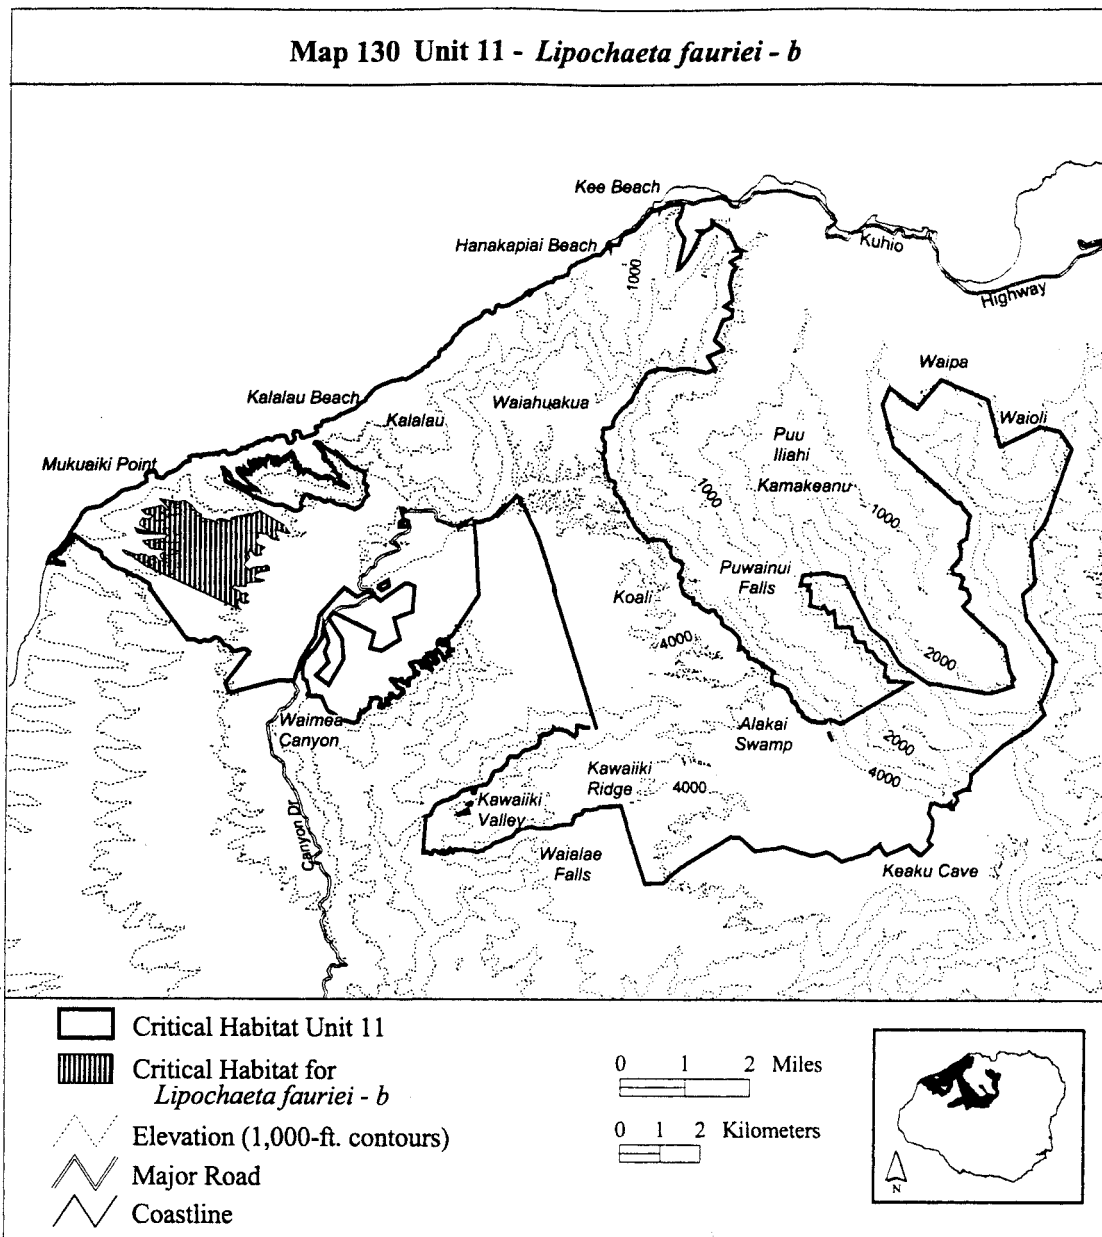 Map 130 Unit 11 - Lipochaeta fauriei - b
Kee Beach
Hanakapiai Beach
Kuhio
Highway
1000
Waipa
Kalalau Beach
Waiahuakua
Waioli
Kalalau
Puu
Iliahi
Mukuaiki Point
Kamakeanu
1000
1000
Puwainui
Falls
Koali
4000
2000
Waimea
Canyon
Alakai
Swamp
2000
4000
Kawaiiki
Ridge
4000
Kawaiiki
Valley
Canyon Dr
Waialae
Falls
Keaku Cave
Critical Habitat Unit 11
Critical Habitat for
Lipochaeta fauriei - b
Elevation (1,000-ft. contours)
Major Road
Coastline
0 1 2 Miles
0 1 2 Kilometers
N